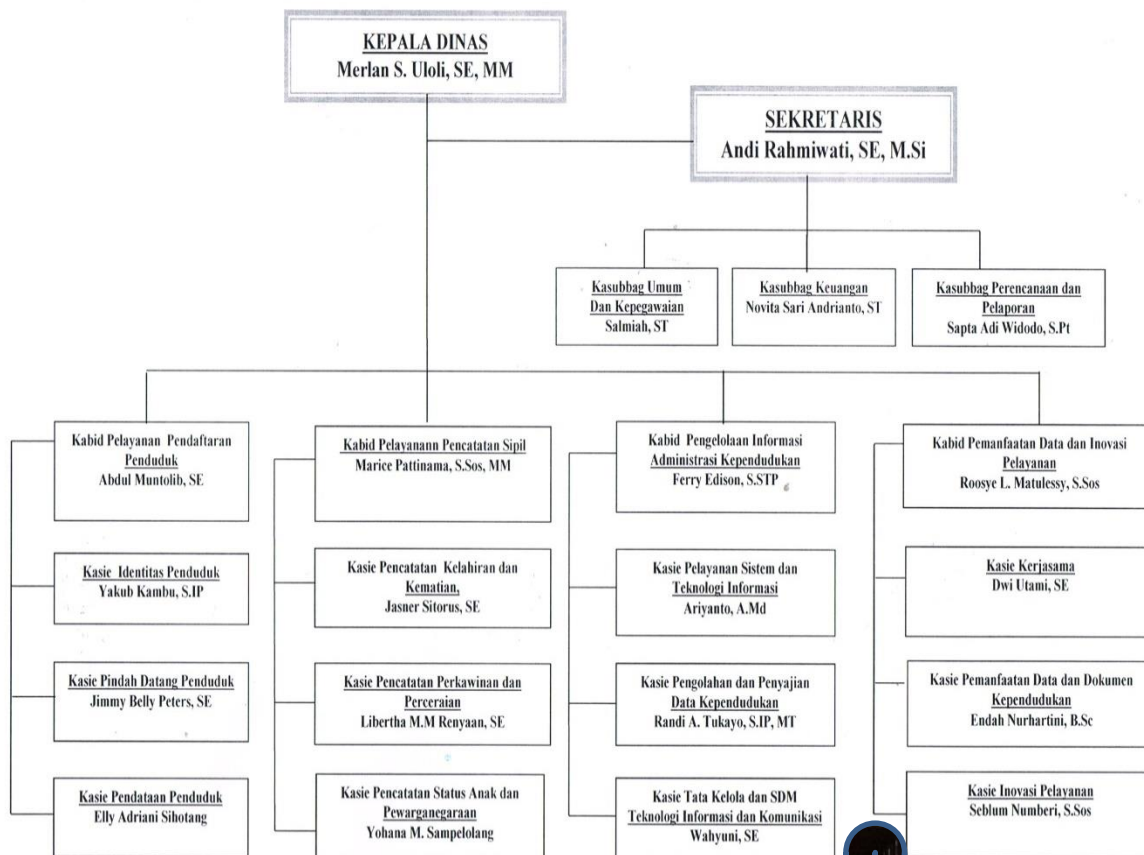 KEPALA DINAS
Merlan S. Uloli, SE, MM
SEKRETARIS
Andi Rahmiwati, SE, M.Si
Kasubbag Umum
Dan Kepegawaian
Salmiah, ST
Kasubbag Keuangan
Novita Sari Andrianto, ST
Kasubbag Perencanaan dan
Pelaporan
Sapta Adi Widodo, S.Pt
Kabid Pelayanan Pendaftaran
Penduduk
Abdul Muntolib, SE
Kabid Pelayanann Pencatatan Sipil
Marice Pattinama, S.Sos, MM
Kabid Pengelolaan Informasi
Administrasi Kependudukan
Ferry Edison, S.STP
Kabid Pemanfaatan Data dan Inovasi
Pelayanan
Roosye L. Matulessy, S.Sos
Kasie Identitas Penduduk
Yakub Kambu, S.IP
Kasie Pencatatan Kelahiran dan
Kematian,
Jasner Sitorus, SE
Kasie Pelayanan Sistem dan
Teknologi Informasi
Ariyanto, A.Md
Kasie Kerjasama
Dwi Utami, SE
Kasie Pindah Datang Penduduk
Jimmy Belly Peters, SE
Kasie Pencatatan Perkawinan dan
Perceraian
Libertha M.M Renyaan, SE
Kasie Pengolahan dan Penyajian
Data Kependudukan
Randi A. Tukayo, S.IP, MT
Kasie Pemanfaatan Data dan Dokumen
Kependudukan
Endah Nurhartini, B.Sc
Kasie Pendataan Penduduk
Elly Adriani Sihotang
Kasie Pencatatan Status Anak dan
Pewarganegaraan
Yohana M. Sampelolang
Kasie Tata Kelola dan SDM
Teknologi Informasi dan Komunikasi
Wahyuni, SE
Kasie Inovasi Pelayanan
Seblum Numberi, S.Sos